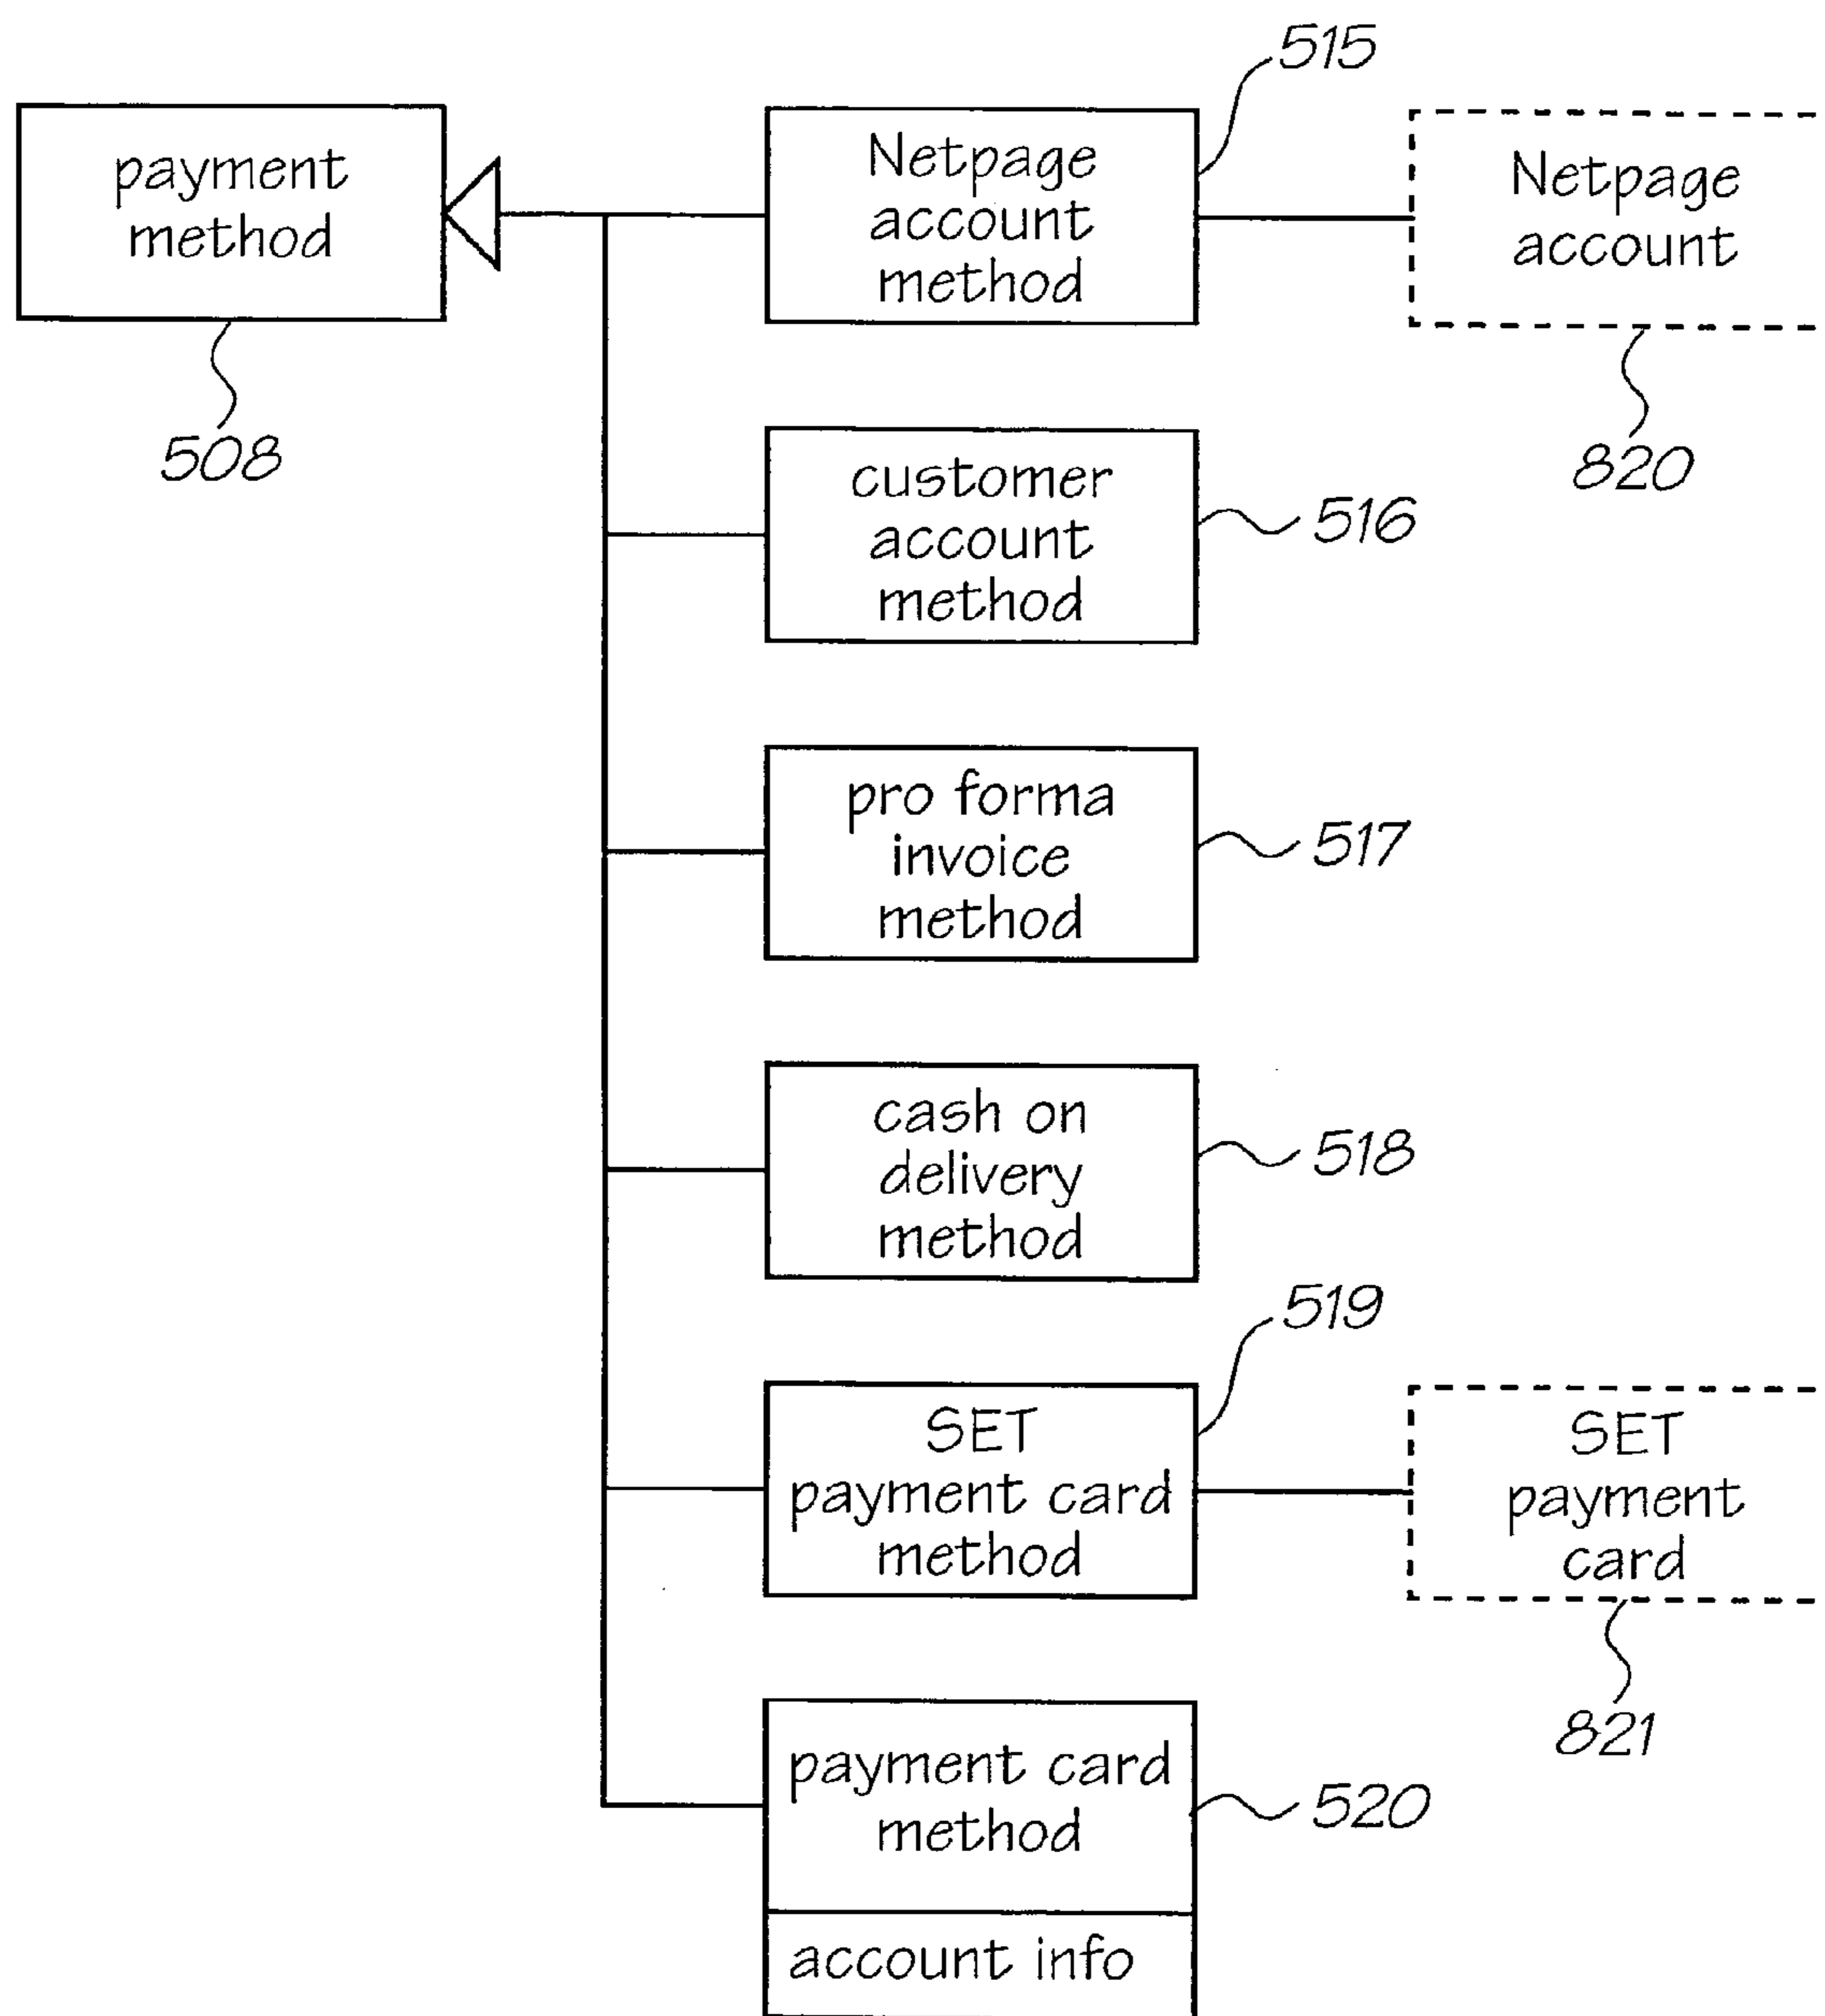 515
payment
method
508
Netpage
account
method
Netpage
account
820
customer
account
method
516
pro forma
invoice
method
517
cash on
delivery
method
518
519
SET
payment card
method
SET
payment
card
821
payment card
method
520
account info